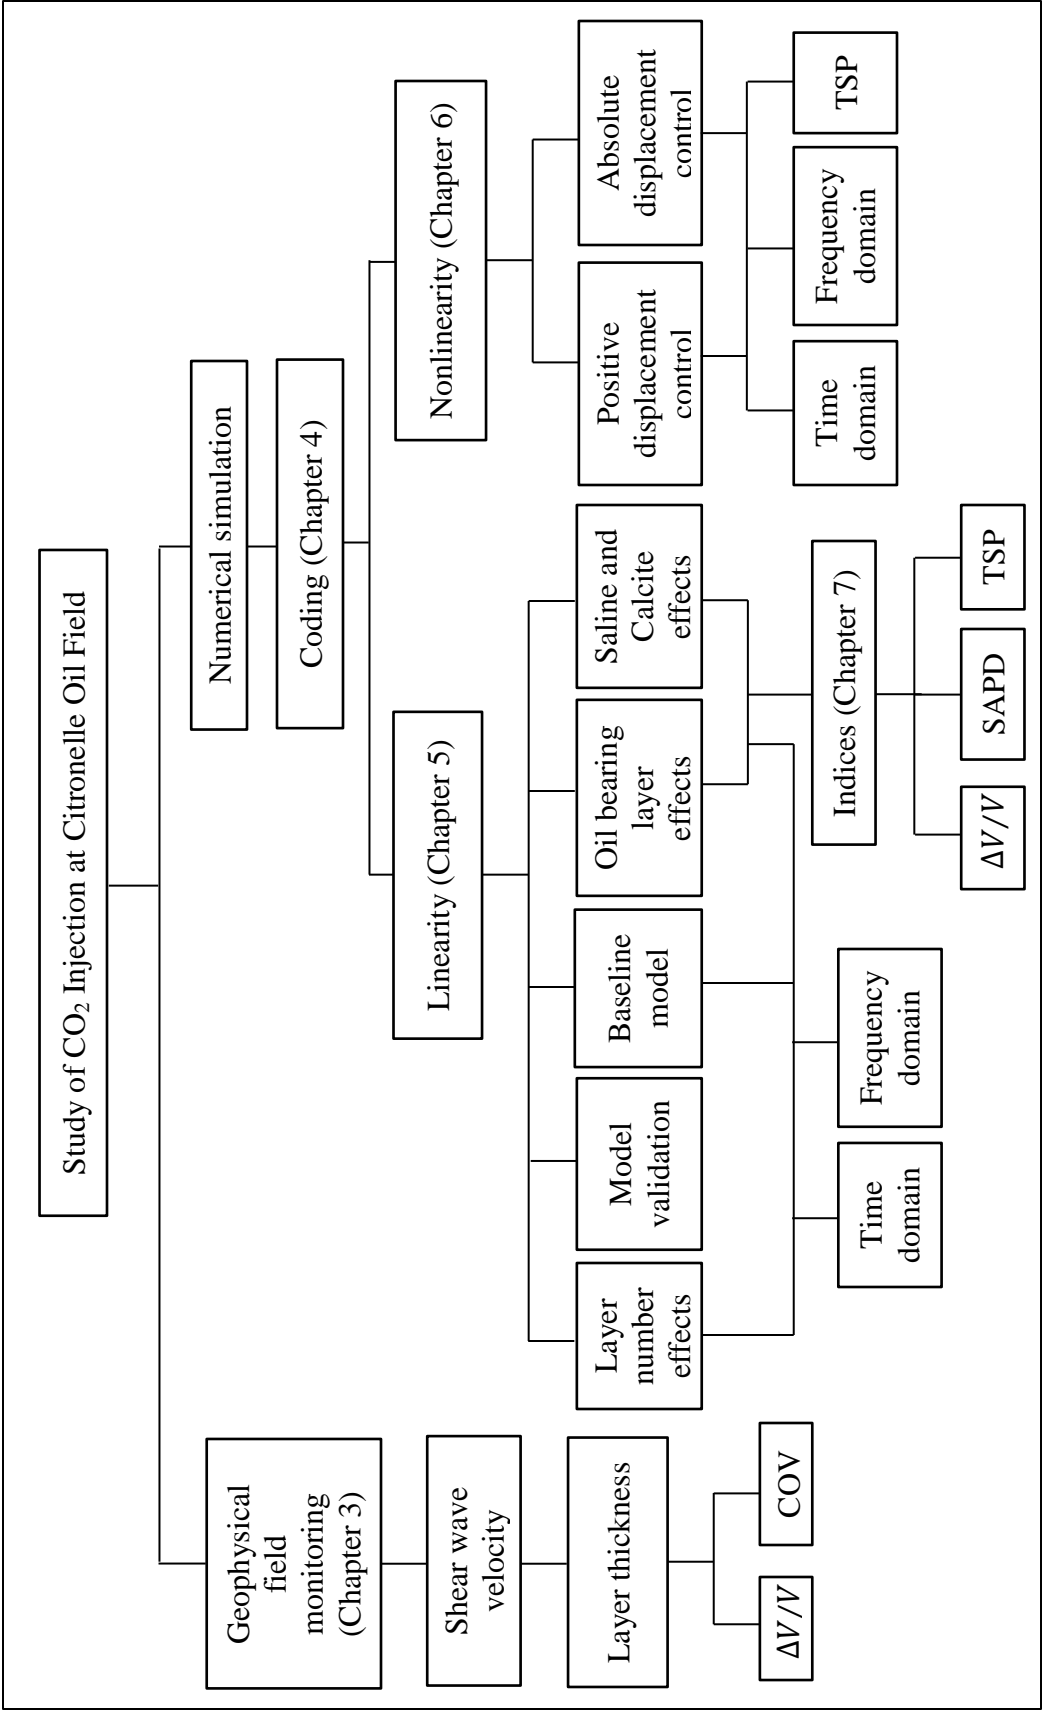 Study of CO₂ Injection at Citronelle Oil Field
Geophysical
field
monitoring
(Chapter 3)
Shear wave
velocity
Layer thickness
ΔV/V
COV
Numerical simulation
Coding (Chapter 4)
Linearity (Chapter 5)
Layer
number
effects
Model
validation
Baseline
model
Oil bearing
layer
effects
Saline and
Calcite
effects
Time
domain
Frequency
domain
Indices (Chapter 7)
ΔV/V
SAPD
TSP
Nonlinearity (Chapter 6)
Positive
displacement
control
Absolute
displacement
control
Time
domain
Frequency
domain
TSP